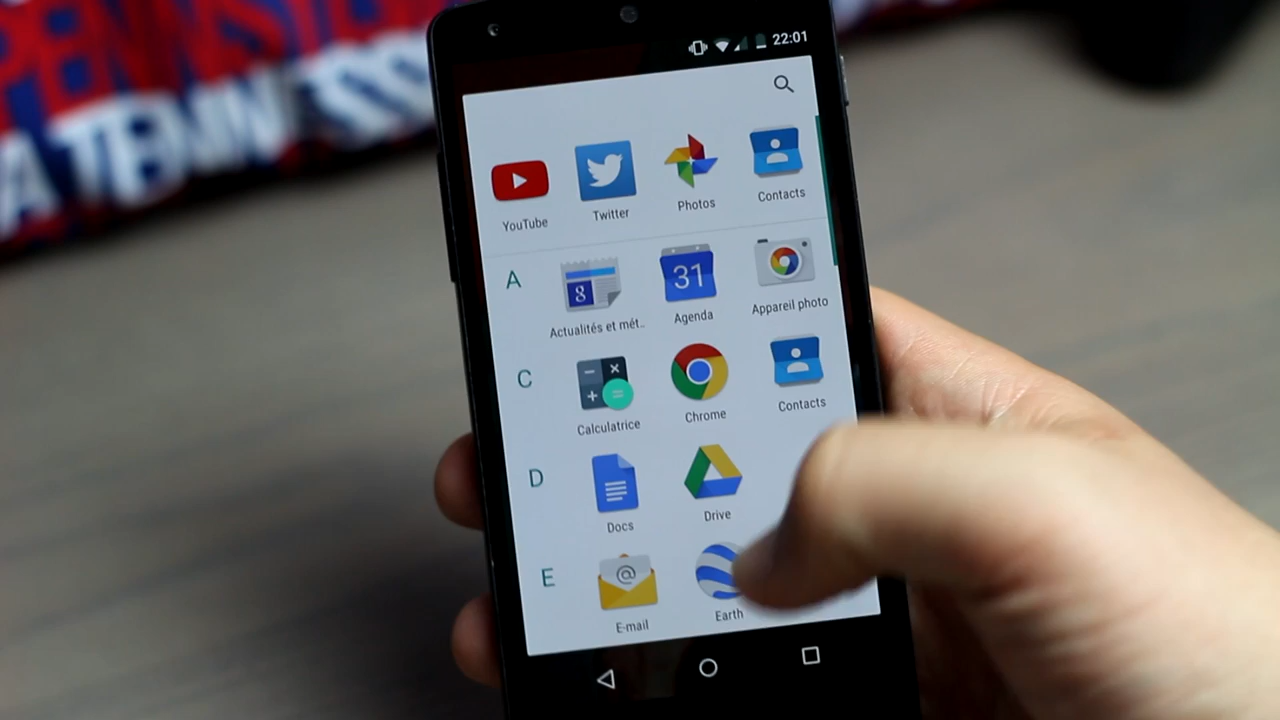 22:01
YouTube
Twitter
Photos
Contacts
A
8
Actualités et mét..
31
Agenda
Appareil photo
C
Calculatrice
Chrome
Contacts
D
Docs
Drive
E
@
E-mail
Earth